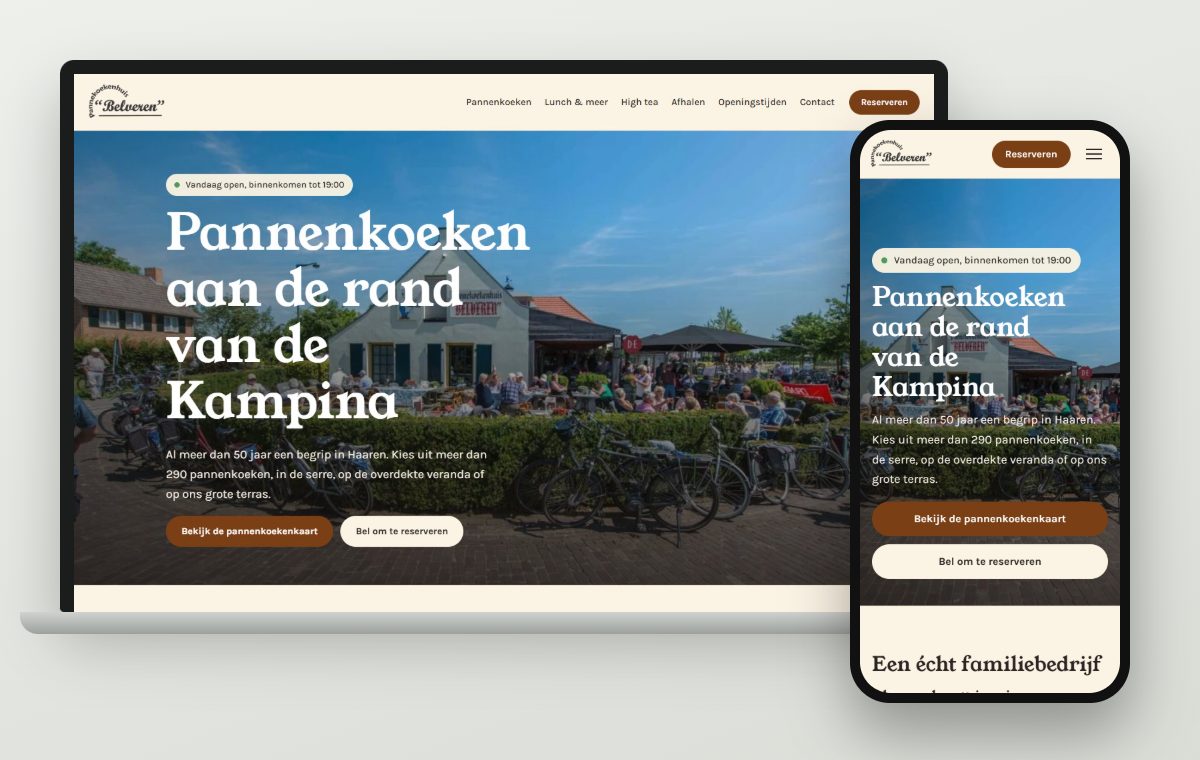 Pannenkoekenhuis
"Belveren"
Pannenkoeken Lunch & meer High tea Afhalen Openingstijden Contact Reserveren
Vandaag open, binnenkomen tot 19:00
Pannenkoeken
aan de rand
van de
Kampina
Al meer dan 50 jaar een begrip in Haaren. Kies uit meer dan
290 pannenkoeken, in de serre, op de overdekte veranda of
op ons grote terras.
Bekijk de pannenkoekenkaart Bel om te reserveren
BELVEREN
DE
Pannenkoekenhuis
"Belveren"
Reserveren
Vandaag open, binnenkomen tot 19:00
Pannenkoeken
aan de rand
van de
Kampina
BELVEREN
DE
Al meer dan 50 jaar een begrip in Haaren.
Kies uit meer dan 290 pannenkoeken, in
de serre, op de overdekte veranda of op ons
grote terras.
Bekijk de pannenkoekenkaart
Bel om te reserveren
Een écht familiebedrijf